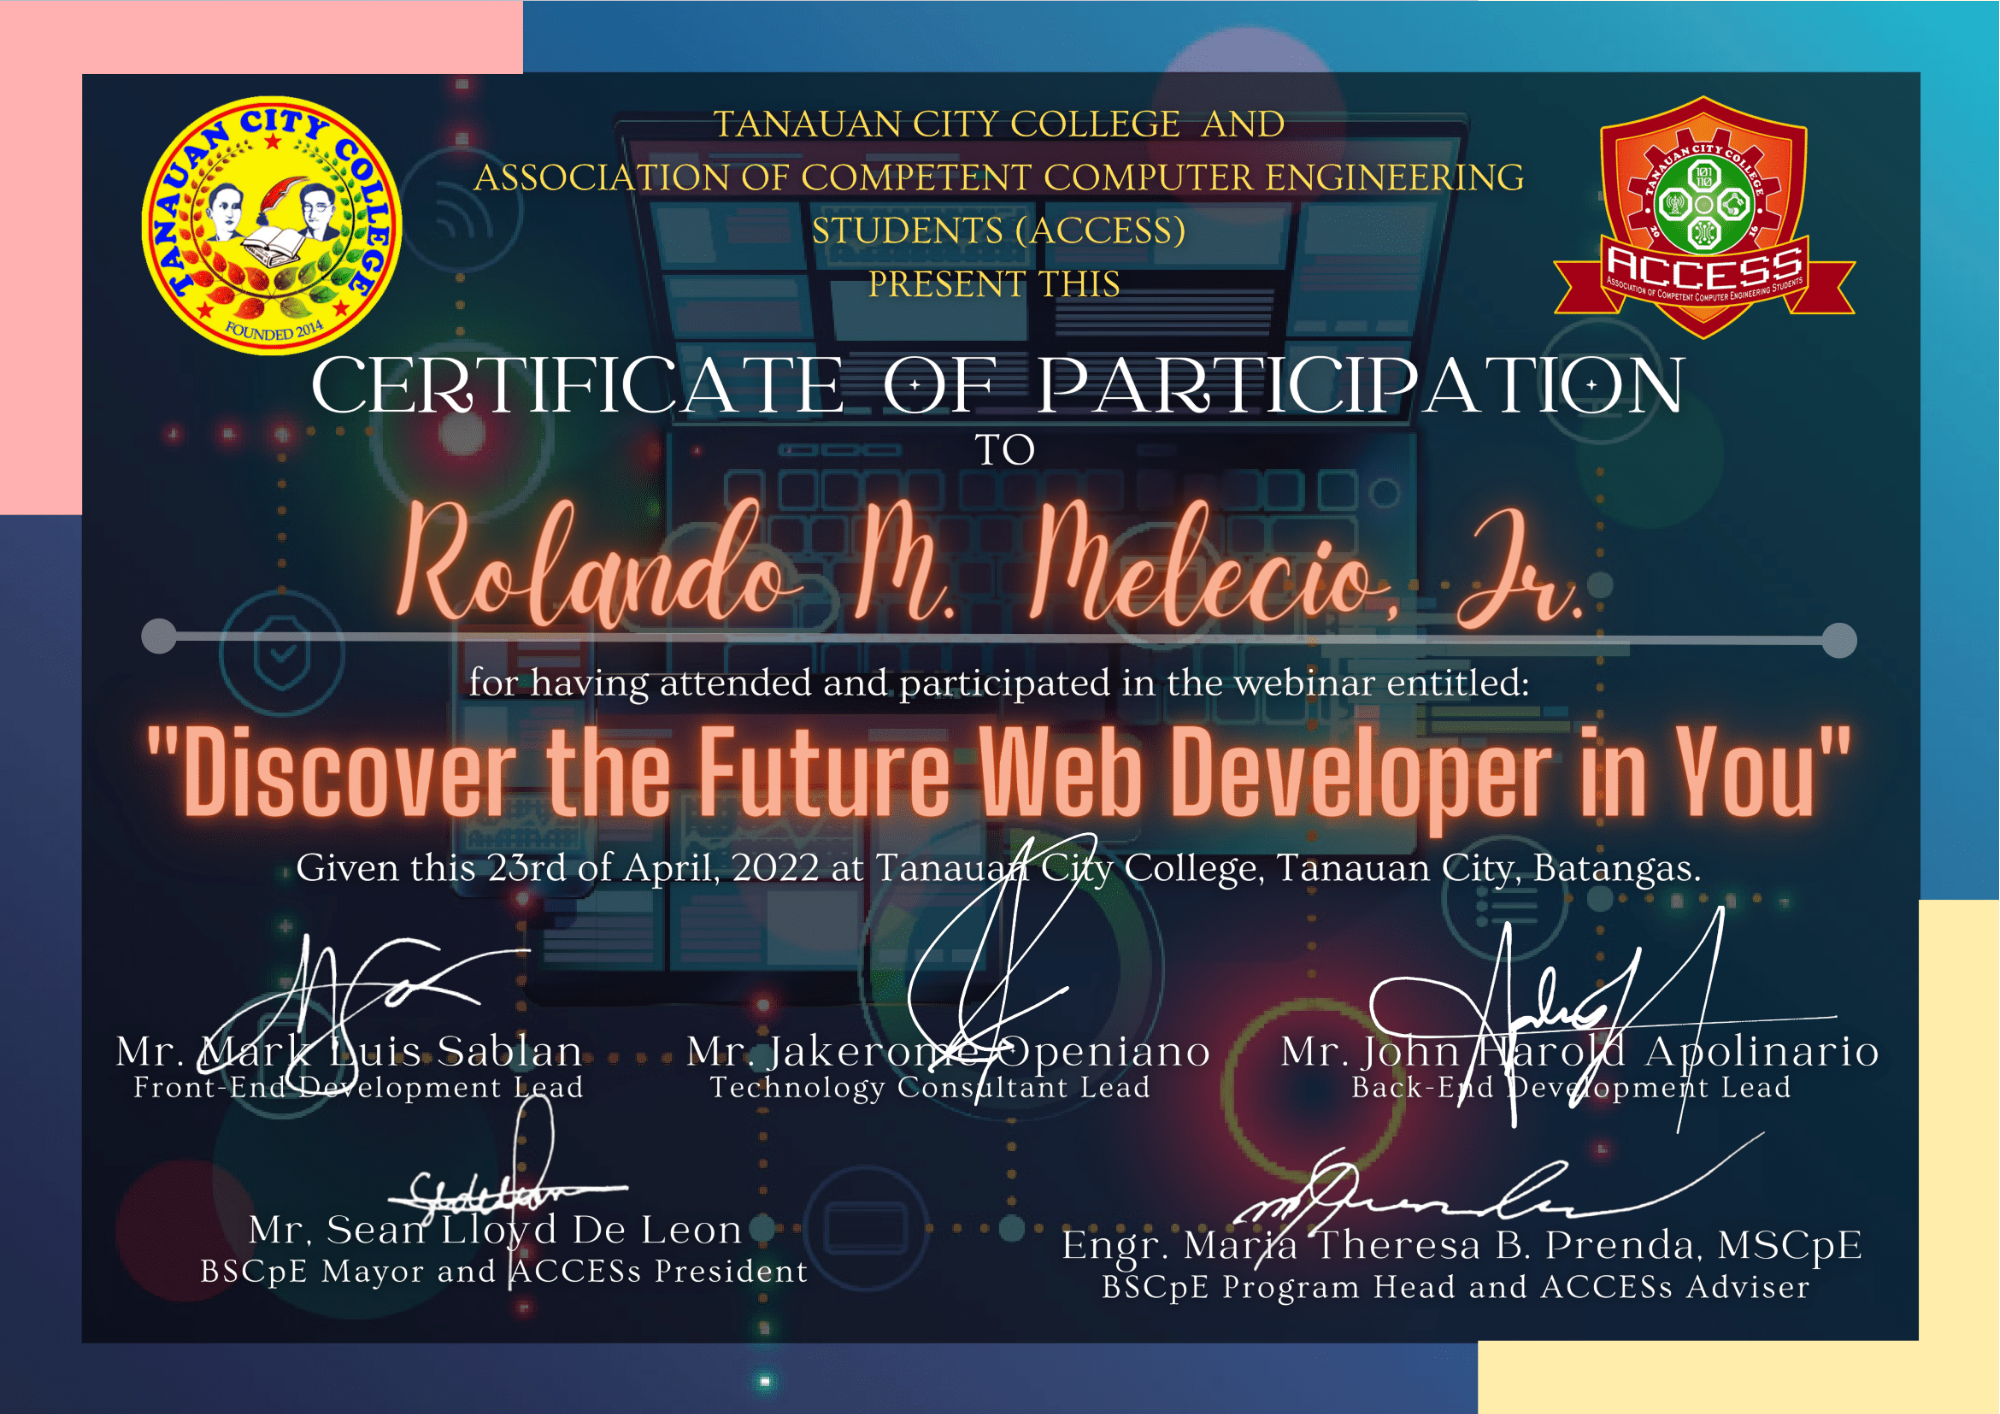 TANAUAN CITY COLLEGE
FOUNDED 2014
TANAUAN CITY COLLEGE AND
ASSOCIATION OF COMPETENT COMPUTER ENGINEERING
STUDENTS (ACCESS)
PRESENT THIS
TANAUAN CITY COLLEGE
101
110
20 16
ACCESS
ASSOCIATION OF COMPETENT COMPUTER ENGINEERING STUDENTS
CERTIFICATE OF PARTICIPATION
TO
Rolando M. Melecio, Jr.
for having attended and participated in the webinar entitled:
"Discover the Future Web Developer in You"
Given this 23rd of April, 2022 at Tanauan City College, Tanauan City, Batangas.
Mr. Mark Luis Sablan
Front-End Development Lead
Mr. Jakerome Openiano
Technology Consultant Lead
Mr. John Harold Apolinario
Back-End Development Lead
Mr, Sean Lloyd De Leon
BSCpE Mayor and ACCESs President
Engr. Maria Theresa B. Prenda, MSCpE
BSCpE Program Head and ACCESs Adviser